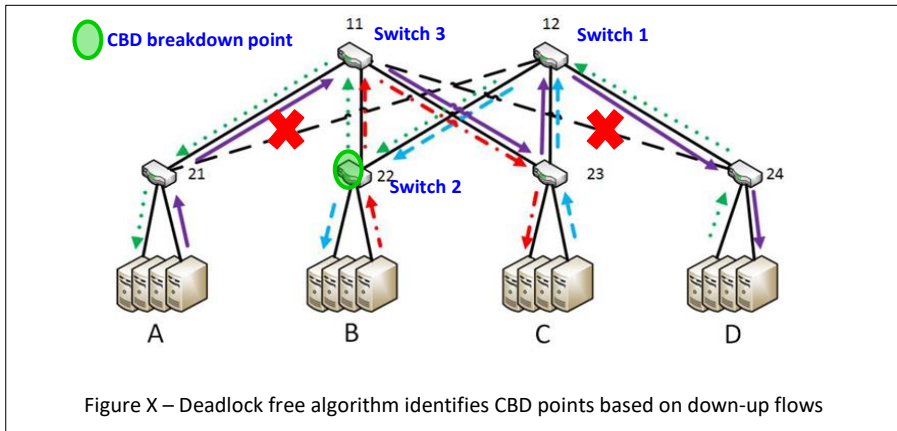 11
Switch 3
12
Switch 1
CBD breakdown point
21
22
Switch 2
23
24
A
B
C
D
Figure X – Deadlock free algorithm identifies CBD points based on down-up flows